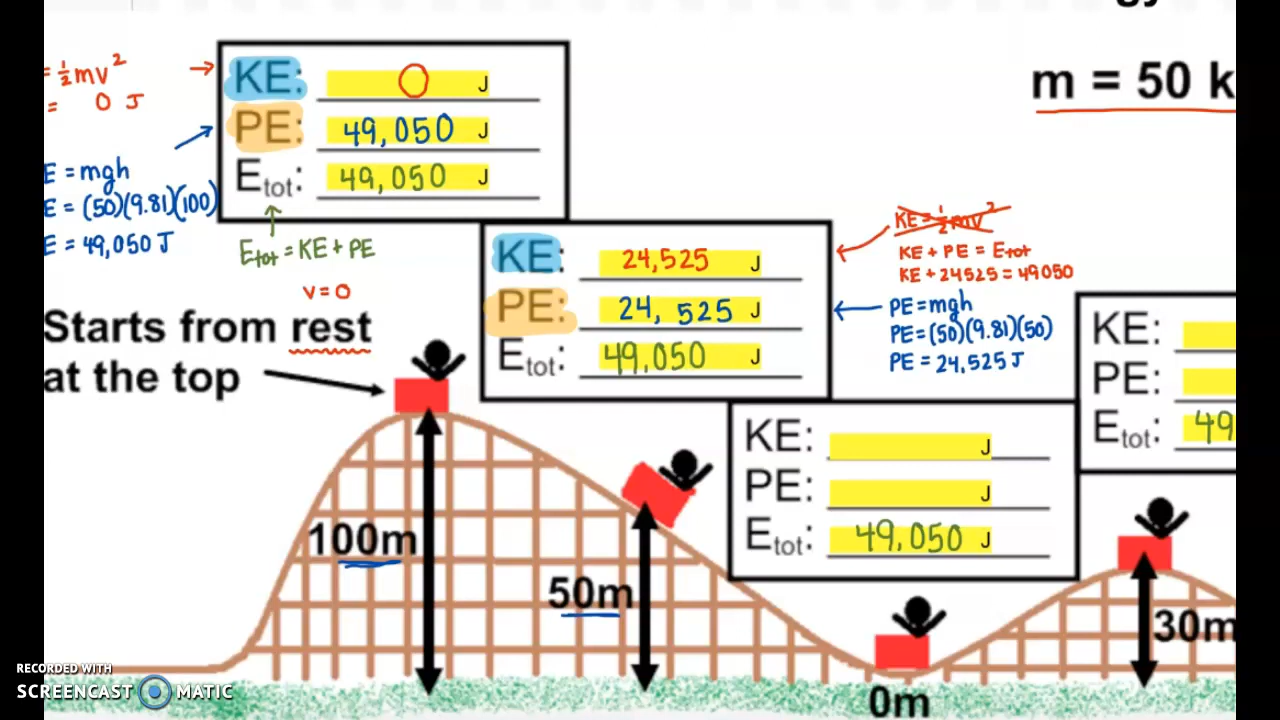 m = 50 k
= ½mv²
= 0 J
E = mgh
E = (50)(9.81)(100)
E = 49,050 J
KE: 0 J
PE: 49,050 J
Etot: 49,050 J
Etot = KE + PE
v = 0
Starts from rest
at the top
KE: 24,525 J
PE: 24,525 J
Etot: 49,050 J
KE = ½mv²
KE + PE = Etot
KE + 24525 = 49050
PE = mgh
PE = (50)(9.81)(50)
PE = 24,525 J
KE: J
PE: J
Etot: 49,050 J
KE:
PE:
Etot: 49
100m
50m
0m
30m
RECORDED WITH
SCREENCAST MATIC